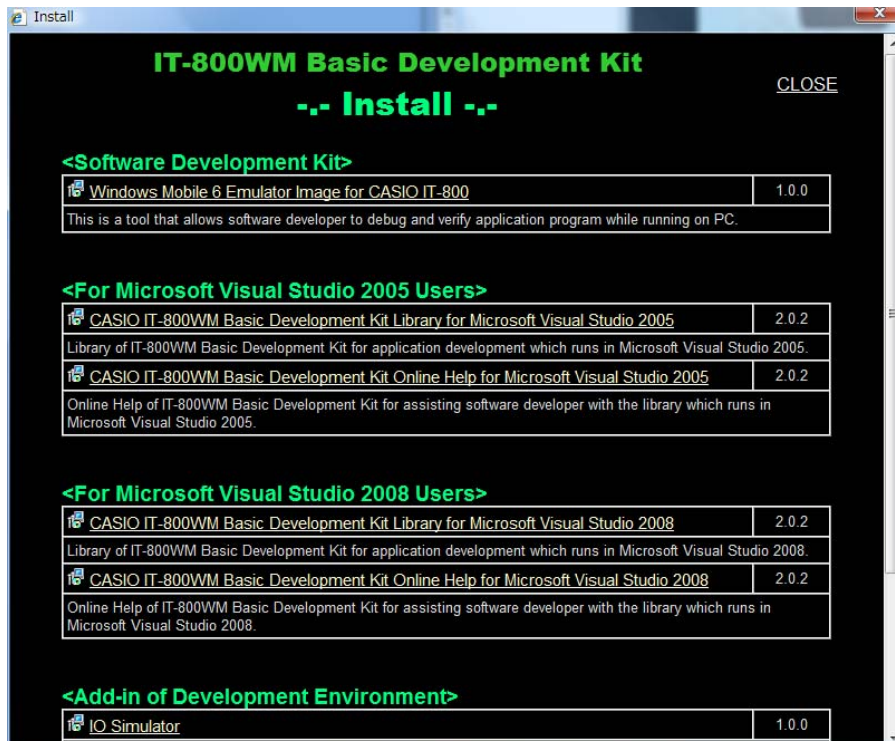 Install
IT-800WM Basic Development Kit
CLOSE
-.- Install -.-
<Software Development Kit>
Windows Mobile 6 Emulator Image for CASIO IT-800 1.0.0
This is a tool that allows software developer to debug and verify application program while running on PC.
<For Microsoft Visual Studio 2005 Users>
CASIO IT-800WM Basic Development Kit Library for Microsoft Visual Studio 2005 2.0.2
Library of IT-800WM Basic Development Kit for application development which runs in Microsoft Visual Studio 2005.
CASIO IT-800WM Basic Development Kit Online Help for Microsoft Visual Studio 2005 2.0.2
Online Help of IT-800WM Basic Development Kit for assisting software developer with the library which runs in
Microsoft Visual Studio 2005.
<For Microsoft Visual Studio 2008 Users>
CASIO IT-800WM Basic Development Kit Library for Microsoft Visual Studio 2008 2.0.2
Library of IT-800WM Basic Development Kit for application development which runs in Microsoft Visual Studio 2008.
CASIO IT-800WM Basic Development Kit Online Help for Microsoft Visual Studio 2008 2.0.2
Online Help of IT-800WM Basic Development Kit for assisting software developer with the library which runs in
Microsoft Visual Studio 2008.
<Add-in of Development Environment>
IO Simulator 1.0.0